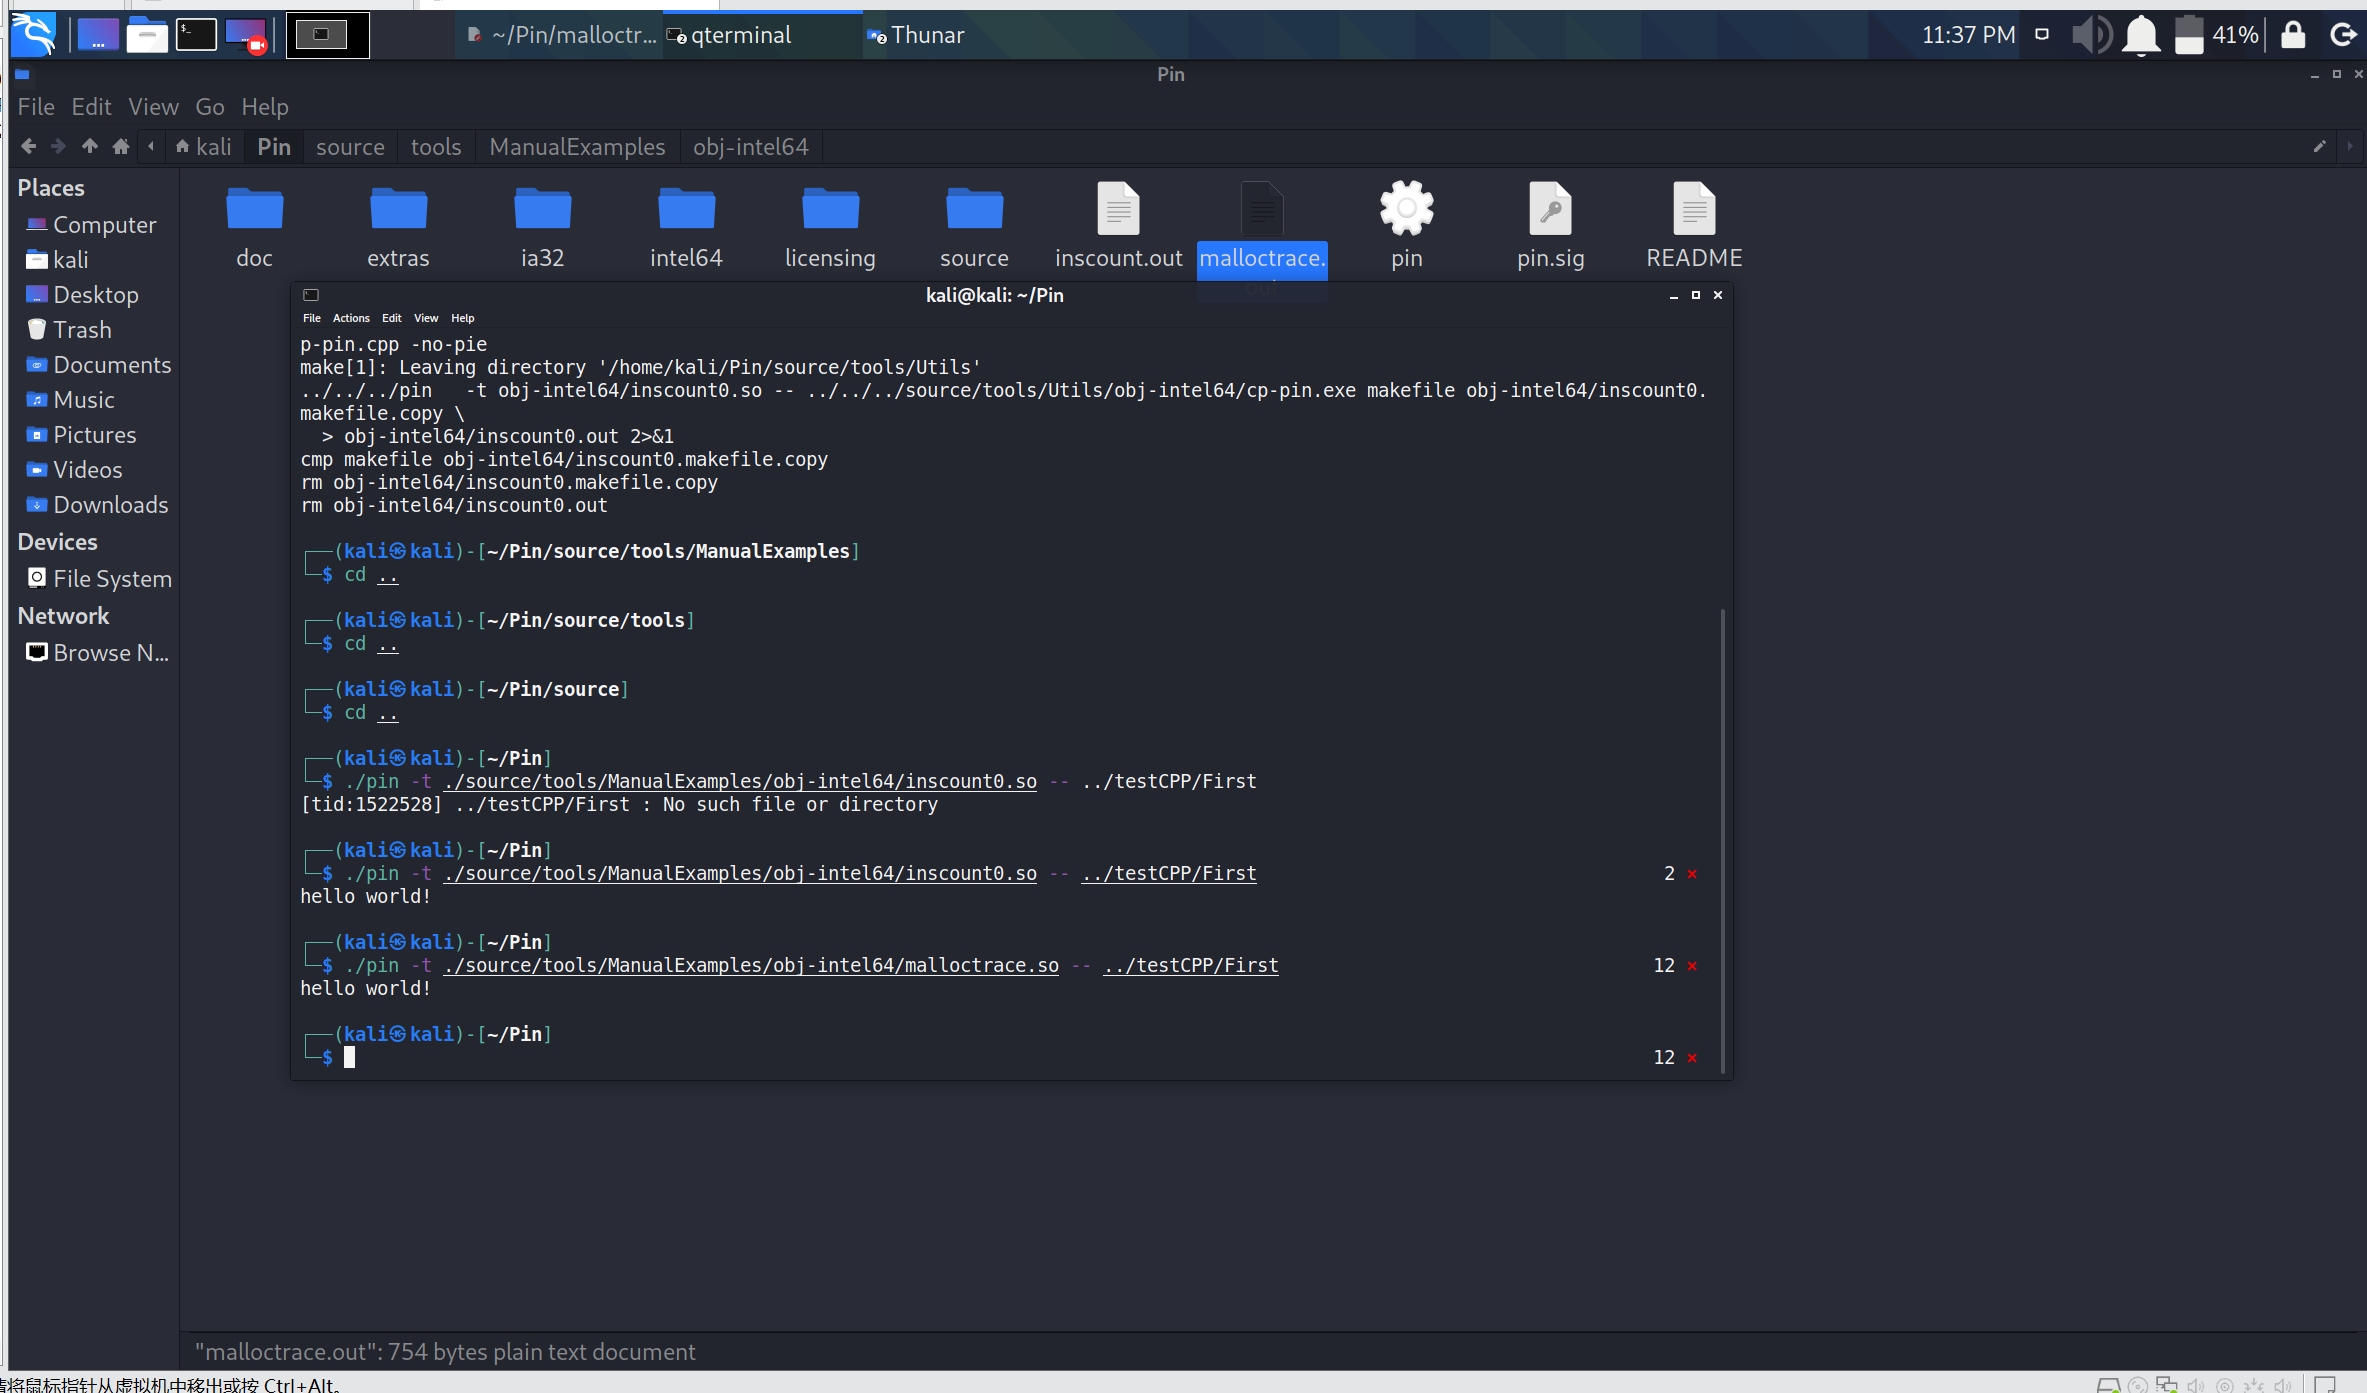 ~/Pin/malloctr...
qterminal
Thunar
11:37 PM
41%
Pin
File Edit View Go Help
kali Pin source tools ManualExamples obj-intel64
Places
Computer
kali
Desktop
Trash
Documents
Music
Pictures
Videos
Downloads
Devices
File System
Network
Browse N...
doc extras ia32 intel64 licensing source inscount.out malloctrace. pin pin.sig README
out
kali@kali: ~/Pin
File Actions Edit View Help
p-pin.cpp -no-pie
make[1]: Leaving directory '/home/kali/Pin/source/tools/Utils'
../../../pin   -t obj-intel64/inscount0.so -- ../../../source/tools/Utils/obj-intel64/cp-pin.exe makefile obj-intel64/inscount0.
makefile.copy \
  > obj-intel64/inscount0.out 2>&1
cmp makefile obj-intel64/inscount0.makefile.copy
rm obj-intel64/inscount0.makefile.copy
rm obj-intel64/inscount0.out
┌──(kali㉿kali)-[~/Pin/source/tools/ManualExamples]
└─$ cd ..
┌──(kali㉿kali)-[~/Pin/source/tools]
└─$ cd ..
┌──(kali㉿kali)-[~/Pin/source]
└─$ cd ..
┌──(kali㉿kali)-[~/Pin]
└─$ ./pin -t ./source/tools/ManualExamples/obj-intel64/inscount0.so -- ../testCPP/First
[tid:1522528] ../testCPP/First : No such file or directory
┌──(kali㉿kali)-[~/Pin]
└─$ ./pin -t ./source/tools/ManualExamples/obj-intel64/inscount0.so -- ../testCPP/First 2 ⨯
hello world!
┌──(kali㉿kali)-[~/Pin]
└─$ ./pin -t ./source/tools/ManualExamples/obj-intel64/malloctrace.so -- ../testCPP/First 12 ⨯
hello world!
┌──(kali㉿kali)-[~/Pin]
└─$ 12 ⨯
"malloctrace.out": 754 bytes plain text document
将鼠标指针从虚拟机中移出或按 Ctrl+Alt。